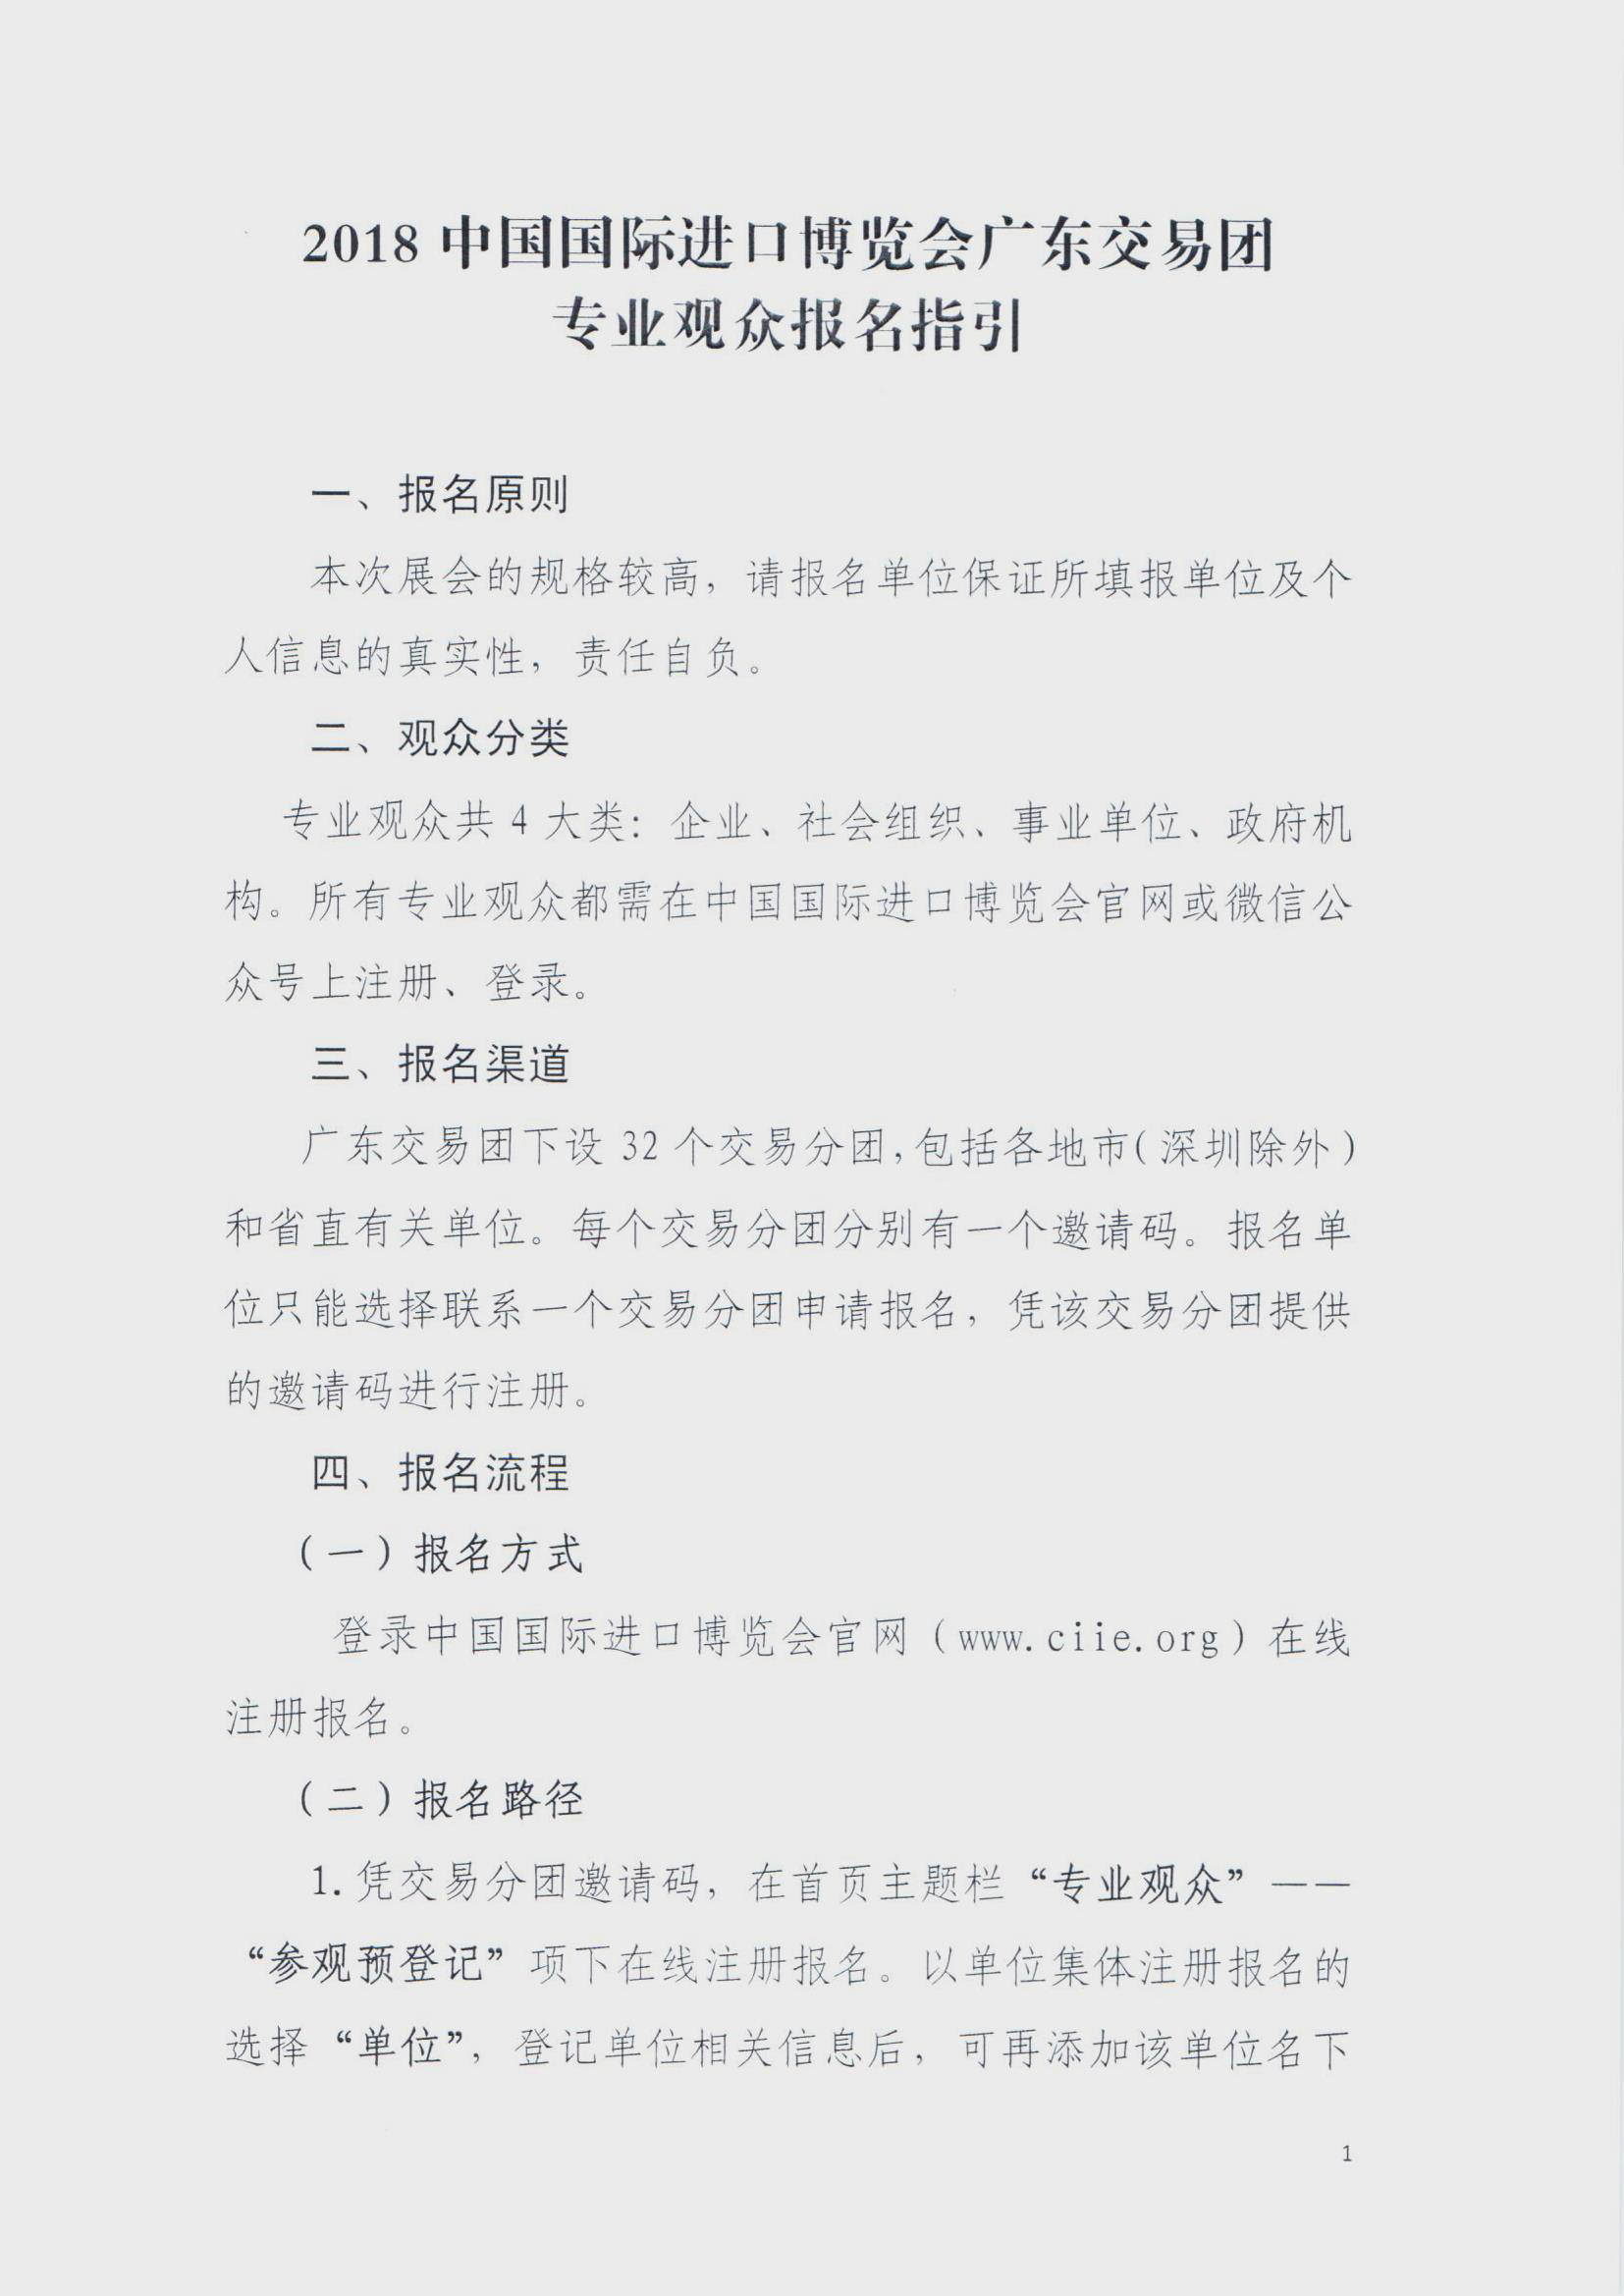 2018 中国国际进口博览会广东交易团
专业观众报名指引
一、报名原则
本次展会的规格较高，请报名单位保证所填报单位及个
人信息的真实性，责任自负。
二、观众分类
专业观众共 4 大类：企业、社会组织、事业单位、政府机
构。所有专业观众都需在中国国际进口博览会官网或微信公
众号上注册、登录。
三、报名渠道
广东交易团下设 32 个交易分团，包括各地市（深圳除外）
和省直有关单位。每个交易分团分别有一个邀请码。报名单
位只能选择联系一个交易分团申请报名，凭该交易分团提供
的邀请码进行注册。
四、报名流程
（一）报名方式
登录中国国际进口博览会官网（www.ciie.org）在线
注册报名。
（二）报名路径
1.凭交易分团邀请码，在首页主题栏“专业观众”——
“参观预登记”项下在线注册报名。以单位集体注册报名的
选择“单位”，登记单位相关信息后，可再添加该单位名下
1